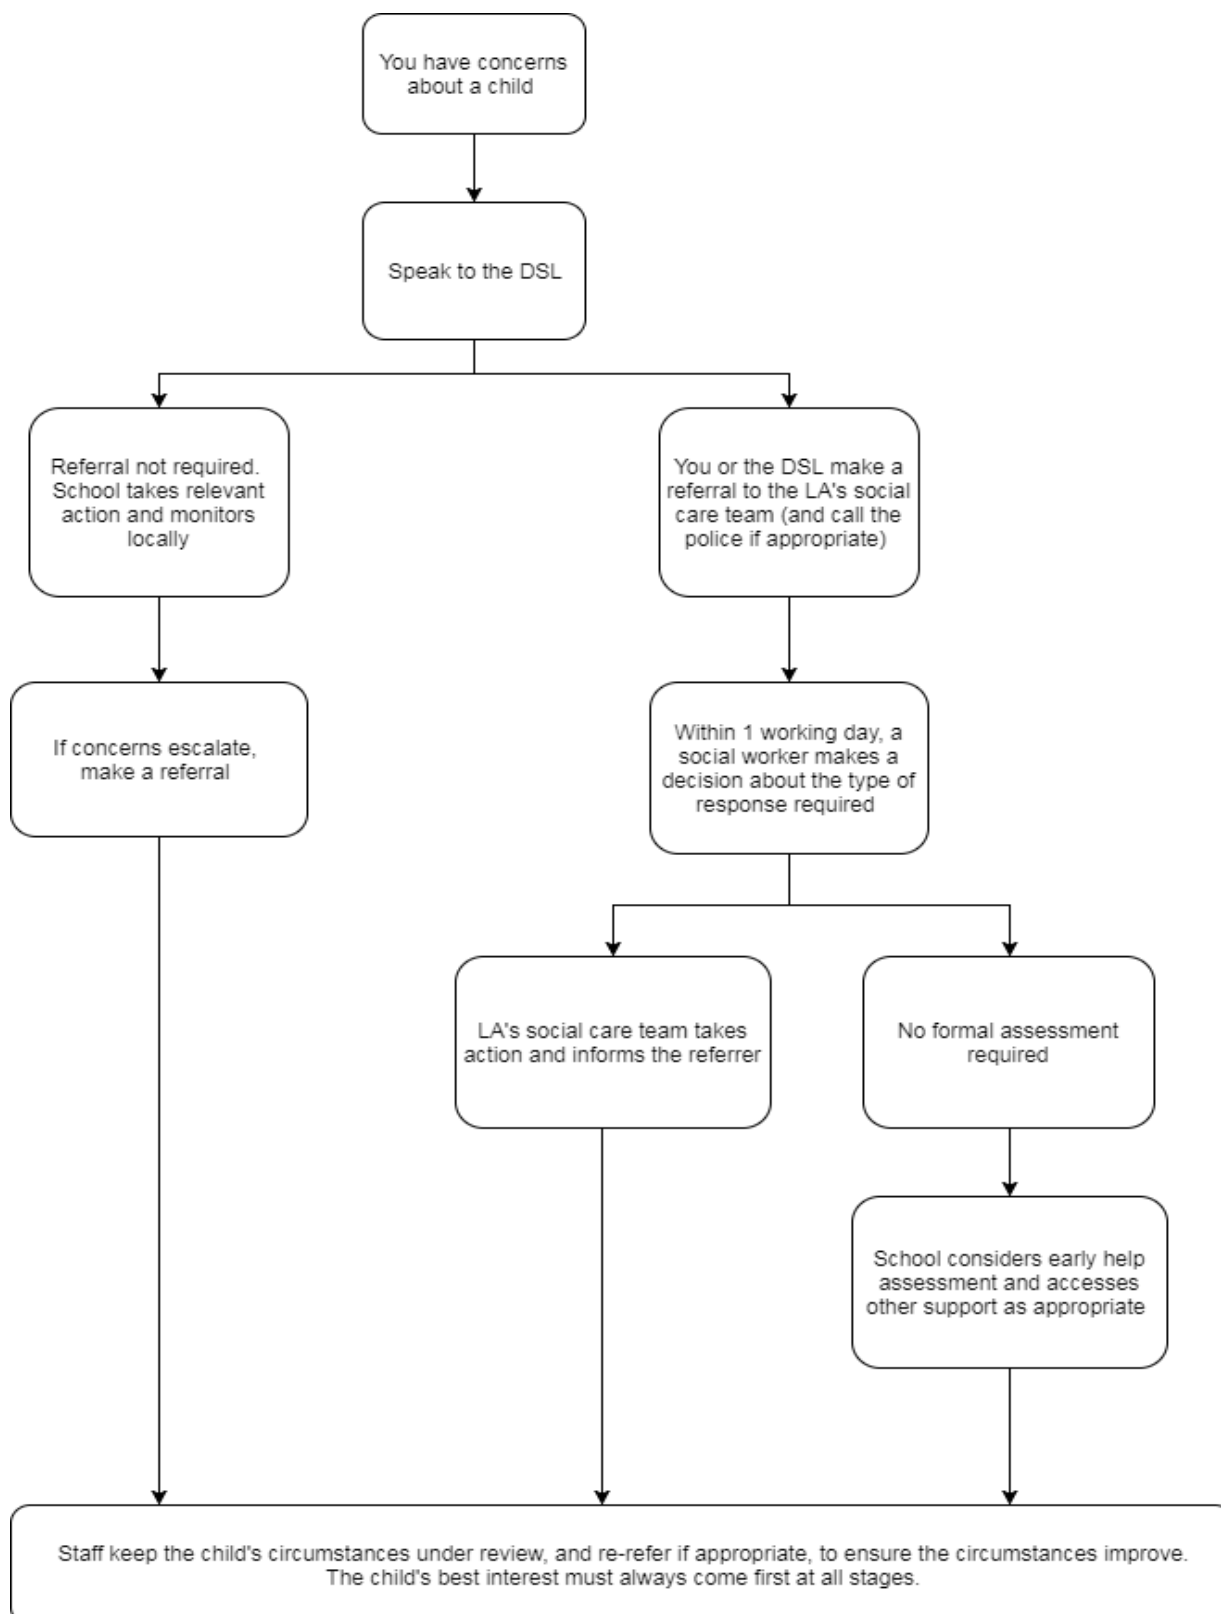 You have concerns
about a child
Speak to the DSL
Referral not required.
School takes relevant
action and monitors
locally
You or the DSL make a
referral to the LA's social
care team (and call the
police if appropriate)
If concerns escalate,
make a referral
Within 1 working day, a
social worker makes a
decision about the type of
response required
LA's social care team takes
action and informs the referrer
No formal assessment
required
School considers early help
assessment and accesses
other support as appropriate
Staff keep the child's circumstances under review, and re-refer if appropriate, to ensure the circumstances improve.
The child's best interest must always come first at all stages.